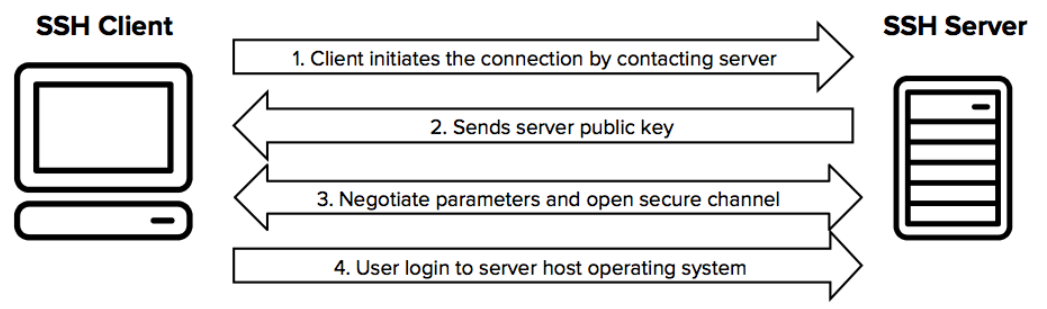 SSH Client
SSH Server
1. Client initiates the connection by contacting server
2. Sends server public key
3. Negotiate parameters and open secure channel
4. User login to server host operating system